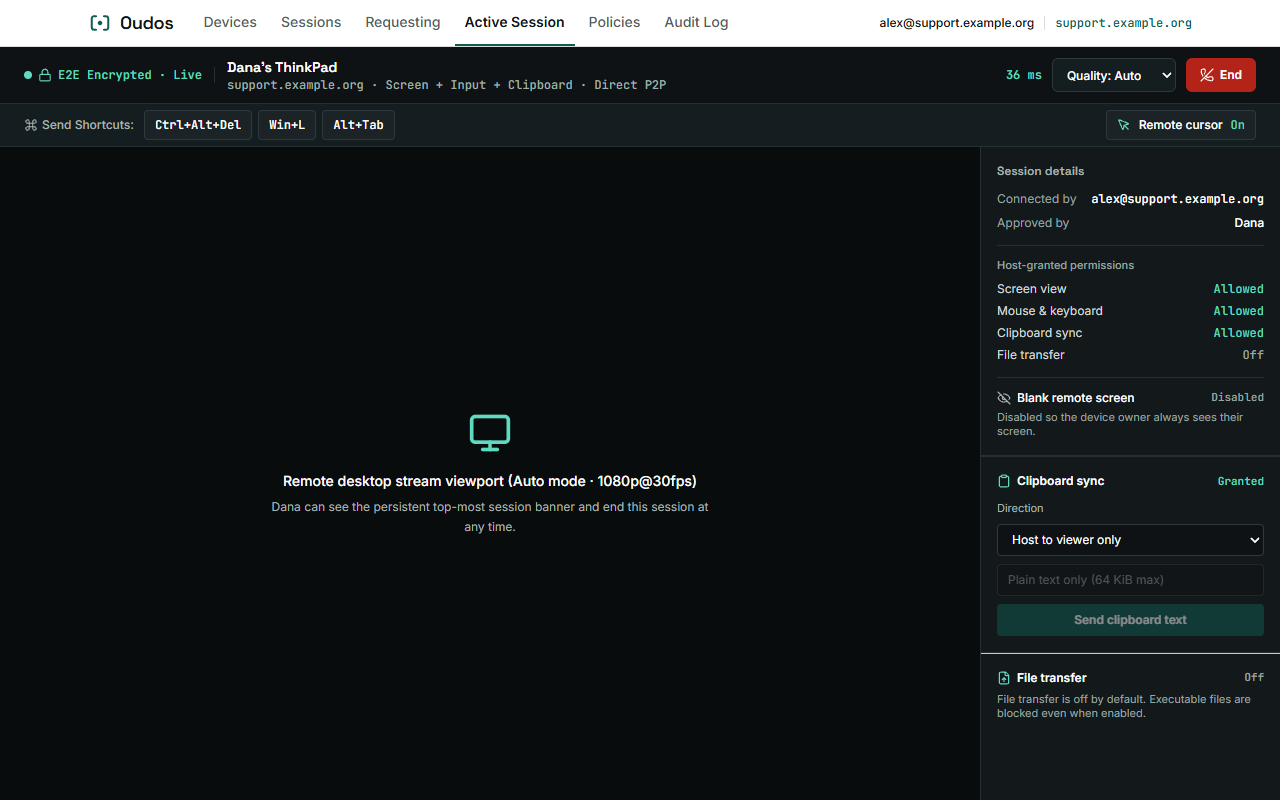 Oudos
Devices
Sessions
Requesting
Active Session
Policies
Audit Log
alex@support.example.org
support.example.org
E2E Encrypted · Live
Dana's ThinkPad
support.example.org · Screen + Input + Clipboard · Direct P2P
36 ms
Quality: Auto
End
Send Shortcuts:
Ctrl+Alt+Del
Win+L
Alt+Tab
Remote cursor On
Remote desktop stream viewport (Auto mode · 1080p@30fps)
Dana can see the persistent top-most session banner and end this session at
any time.
Session details
Connected by alex@support.example.org
Approved by Dana
Host-granted permissions
Screen view Allowed
Mouse & keyboard Allowed
Clipboard sync Allowed
File transfer Off
Blank remote screen Disabled
Disabled so the device owner always sees their
screen.
Clipboard sync Granted
Direction
Host to viewer only
Plain text only (64 KiB max)
Send clipboard text
File transfer Off
File transfer is off by default. Executable files are
blocked even when enabled.